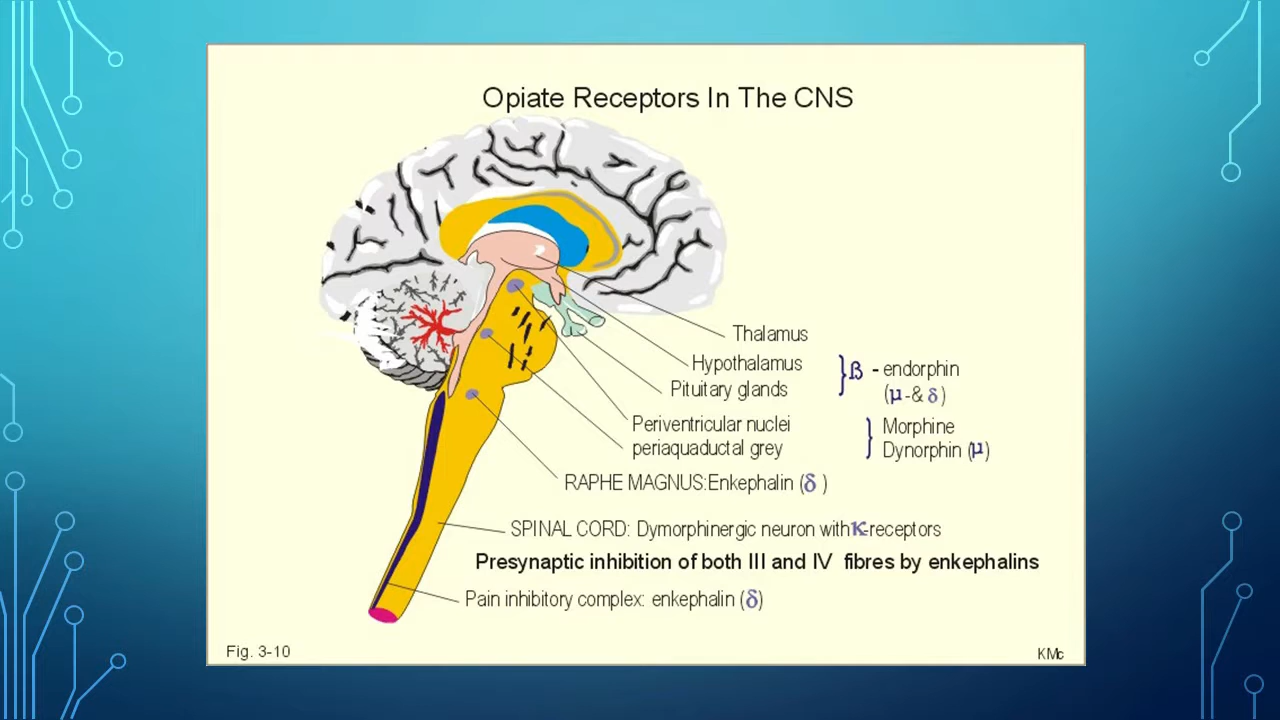 Opiate Receptors In The CNS
Thalamus
Hypothalamus
Pituitary glands
} ß - endorphin
(μ -& δ )
Periventricular nuclei
periaquaductal grey
} Morphine
Dynorphin (μ)
RAPHE MAGNUS:Enkephalin (δ )
SPINAL CORD: Dymorphinergic neuron with κ-receptors
Presynaptic inhibition of both III and IV fibres by enkephalins
Pain inhibitory complex: enkephalin (δ)
Fig. 3-10
KMc